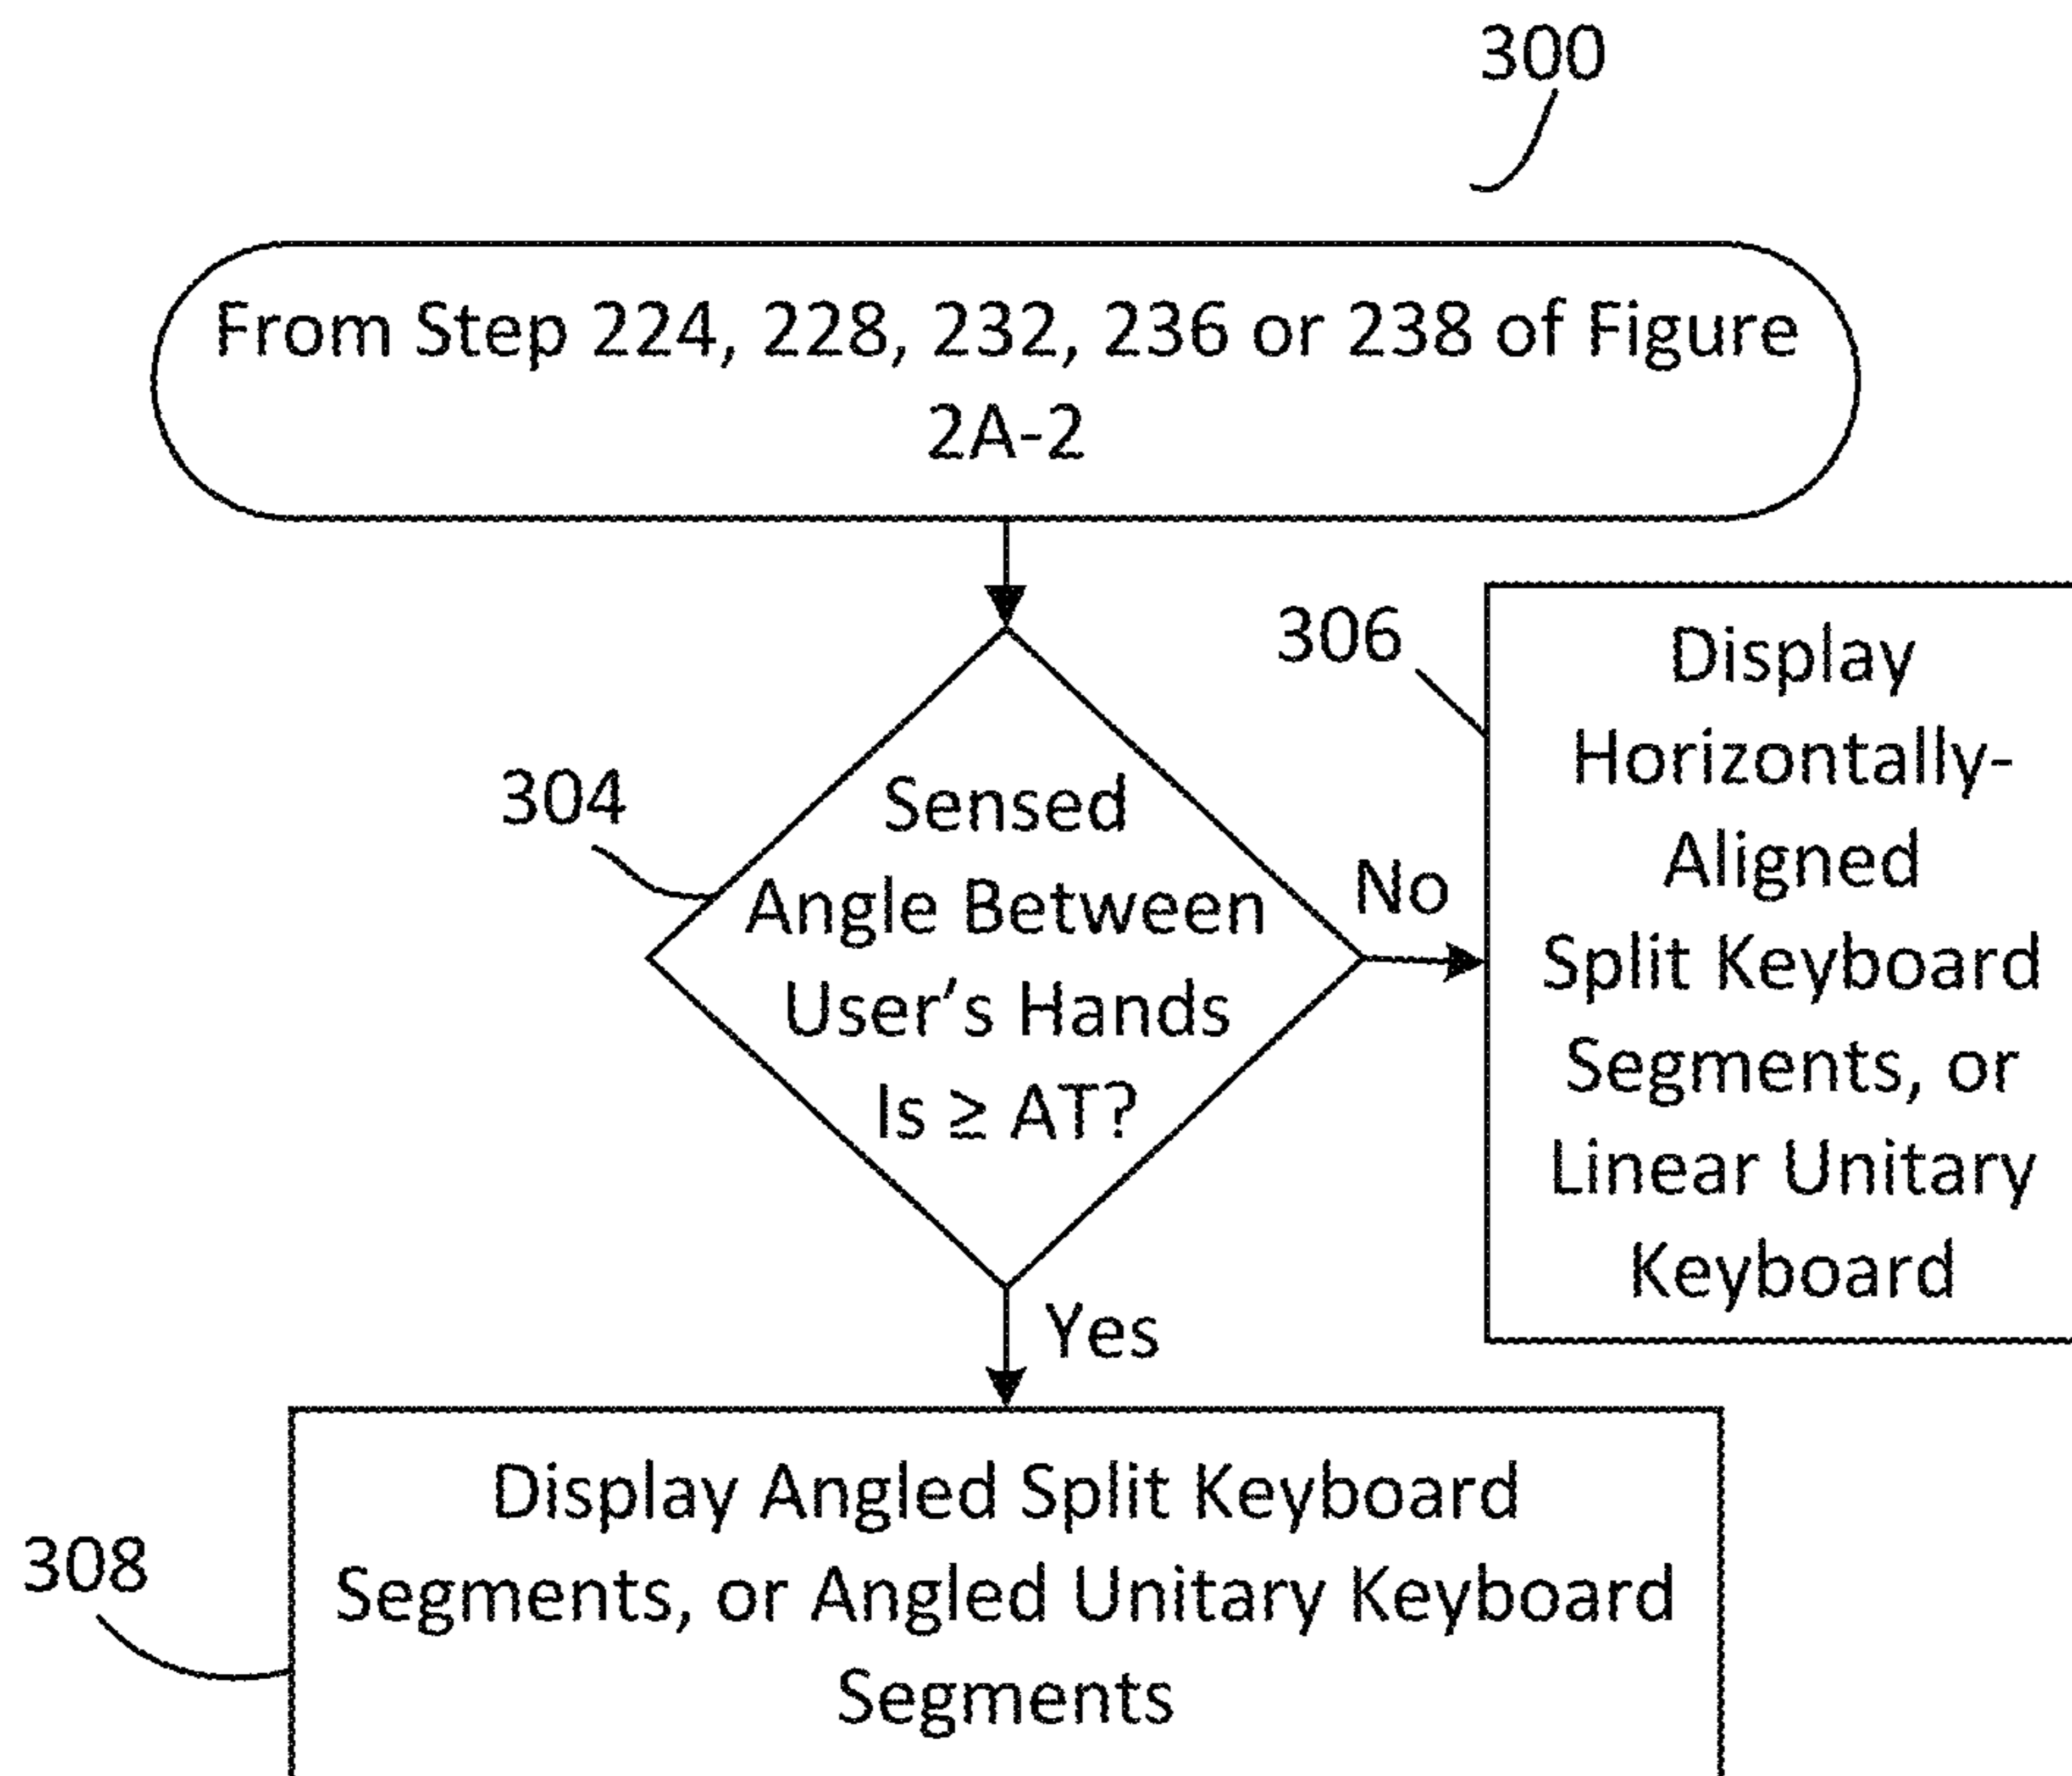 300
From Step 224, 228, 232, 236 or 238 of Figure
2A-2
304
Sensed
Angle Between
User's Hands
Is ≥ AT?
No
306
Display
Horizontally-
Aligned
Split Keyboard
Segments, or
Linear Unitary
Keyboard
Yes
308
Display Angled Split Keyboard
Segments, or Angled Unitary Keyboard
Segments